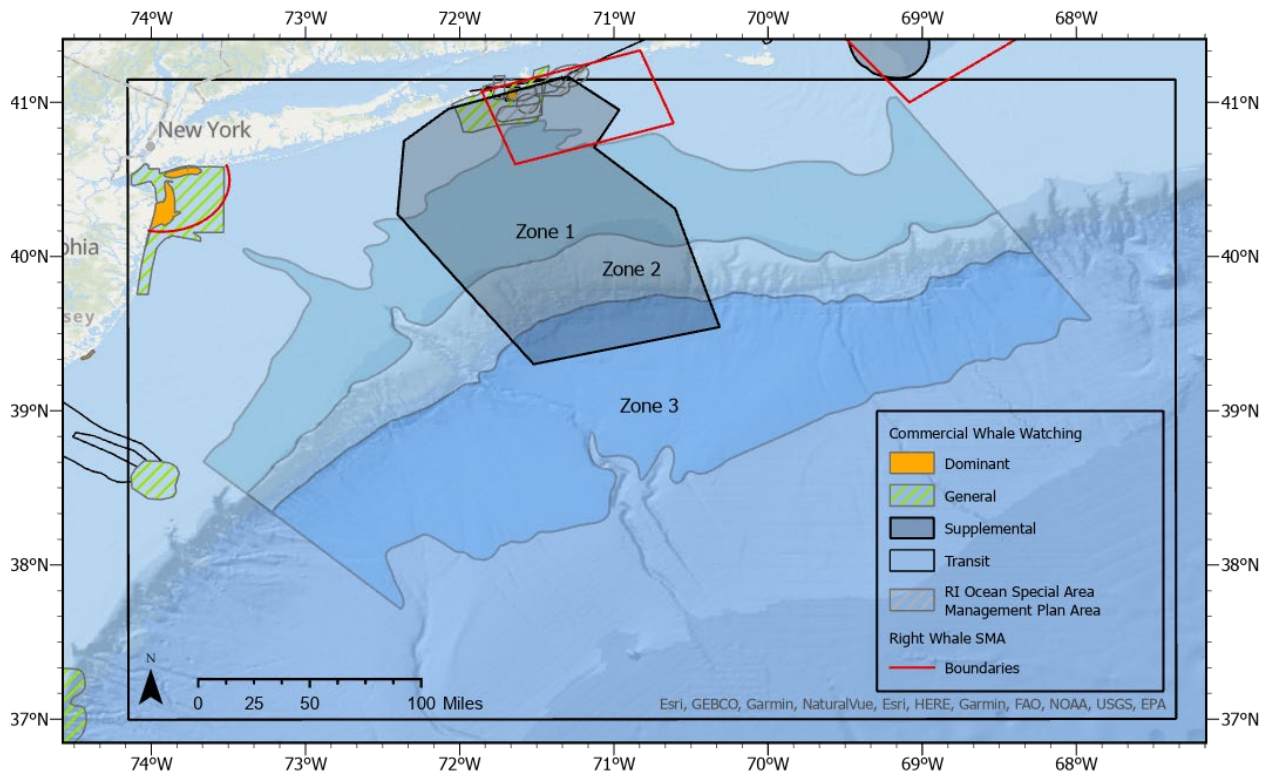 74°W 73°W 72°W 71°W 70°W 69°W 68°W
41°N 41°N
New York
40°N phia Zone 1 40°N
Zone 2
sey
39°N Zone 3 39°N
Commercial Whale Watching
Dominant
General
Supplemental
38°N Transit 38°N
RI Ocean Special Area
Management Plan Area
Right Whale SMA
N Boundaries
0 25 50 100 Miles
Esri, GEBCO, Garmin, NaturalVue, Esri, HERE, Garmin, FAO, NOAA, USGS, EPA
37°N 37°N
74°W 73°W 72°W 71°W 70°W 69°W 68°W